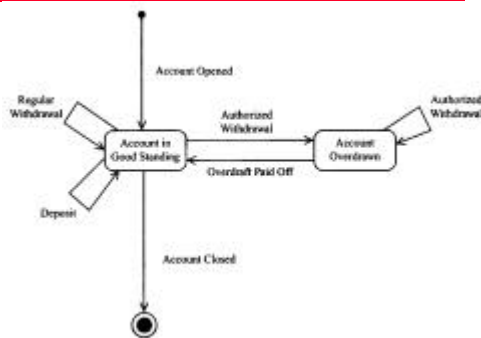 Account Opened
Regular
Withdrawal
Authorized
Withdrawal
Authorized
Withdrawal
Account in
Good Standing
Account
Overdrawn
Overdraft Paid Off
Deposit
Account Closed